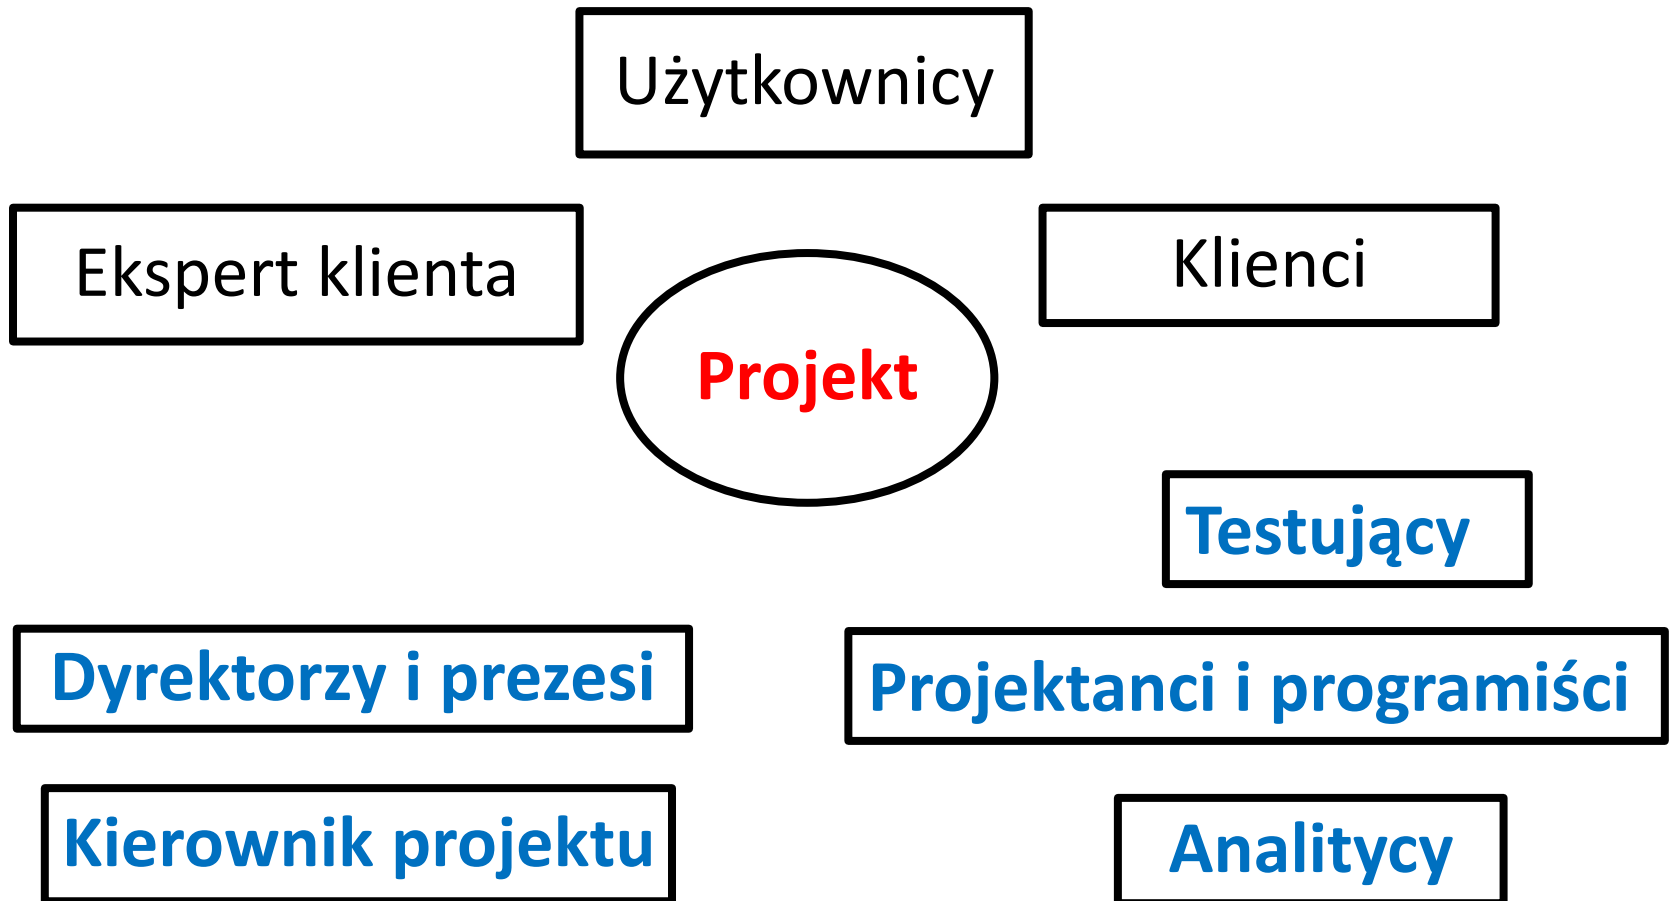 Użytkownicy
Ekspert klienta
Klienci
Projekt
Testujący
Dyrektorzy i prezesi
Projektanci i programiści
Kierownik projektu
Analitycy